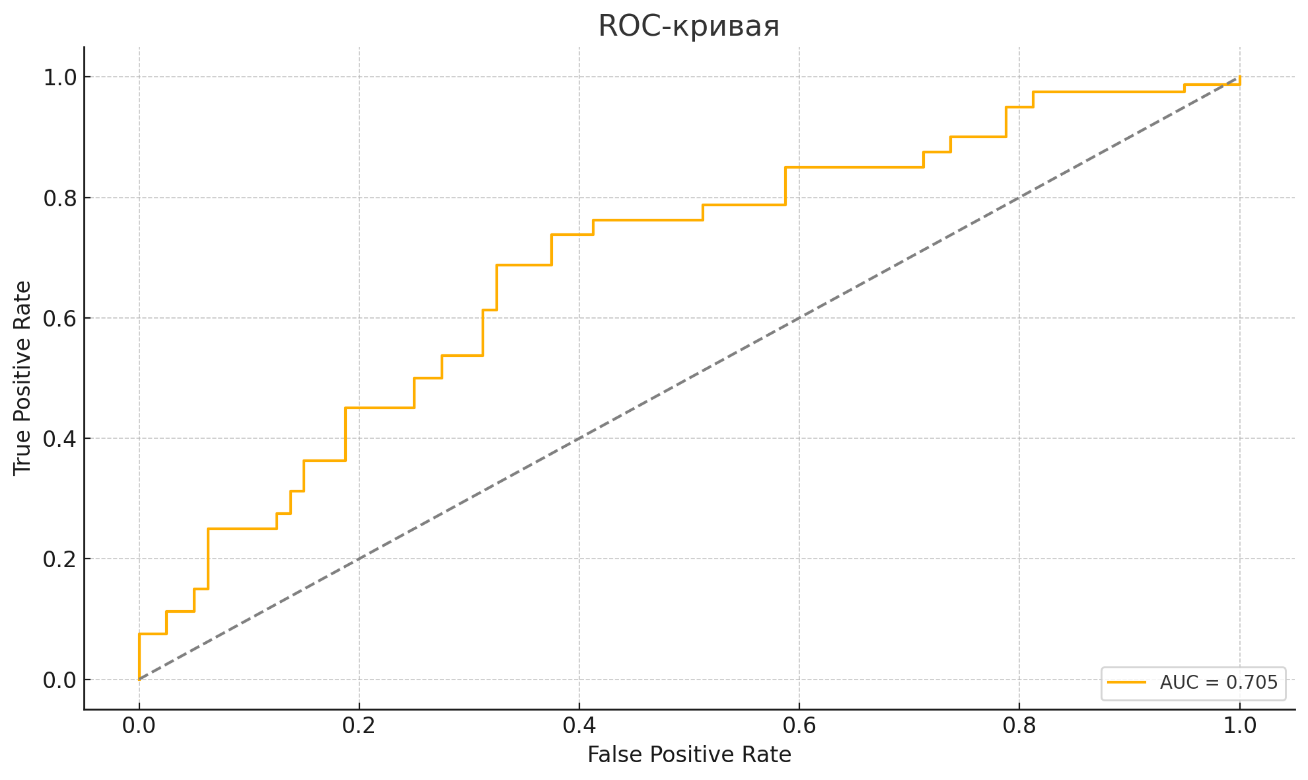 ROC-кривая
True Positive Rate
1.0
0.8
0.6
0.4
0.2
0.0
AUC = 0.705
0.0 0.2 0.4 0.6 0.8 1.0
False Positive Rate